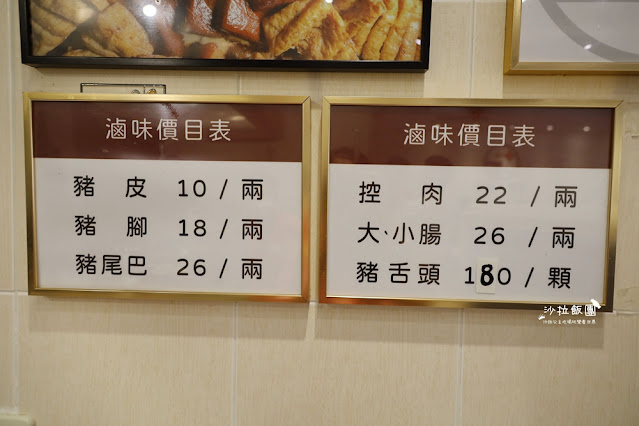 滷味價目表
豬皮 10 / 兩
豬腳 18 / 兩
豬尾巴 26 / 兩
滷味價目表
控肉 22 / 兩
大、小腸 26 / 兩
豬舌頭 180 / 顆
沙拉飯團